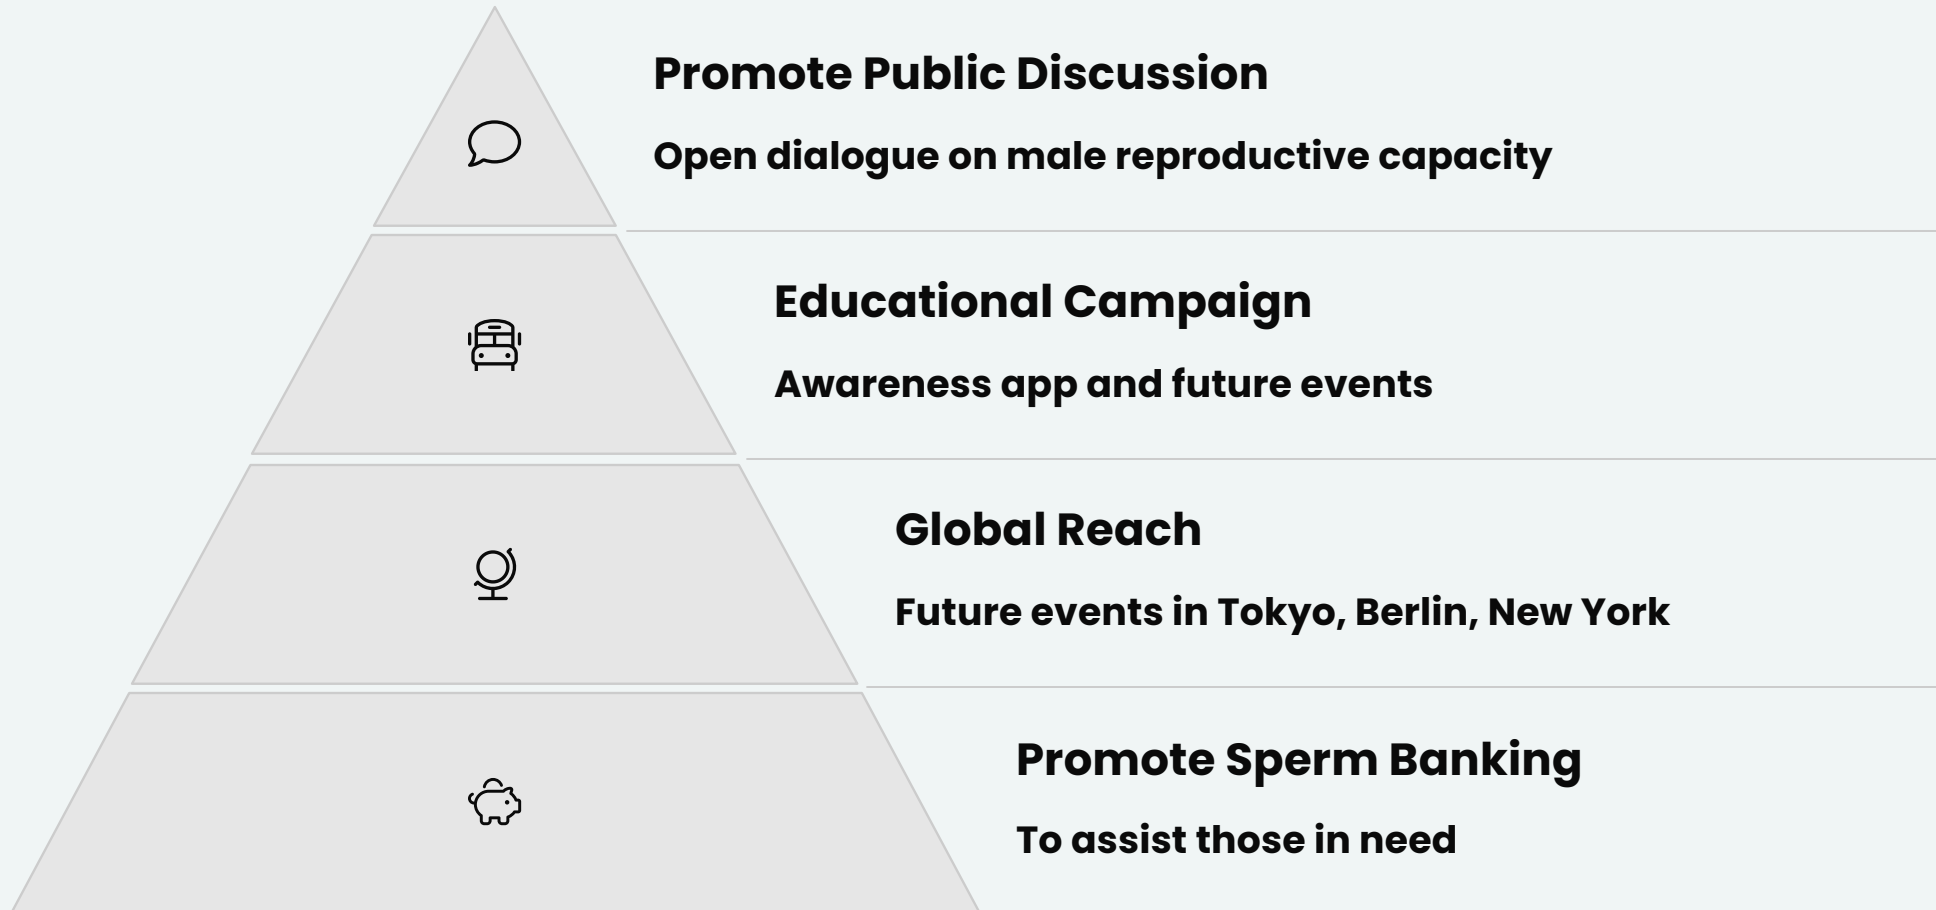 Promote Public Discussion
Open dialogue on male reproductive capacity
Educational Campaign
Awareness app and future events
Global Reach
Future events in Tokyo, Berlin, New York
Promote Sperm Banking
To assist those in need